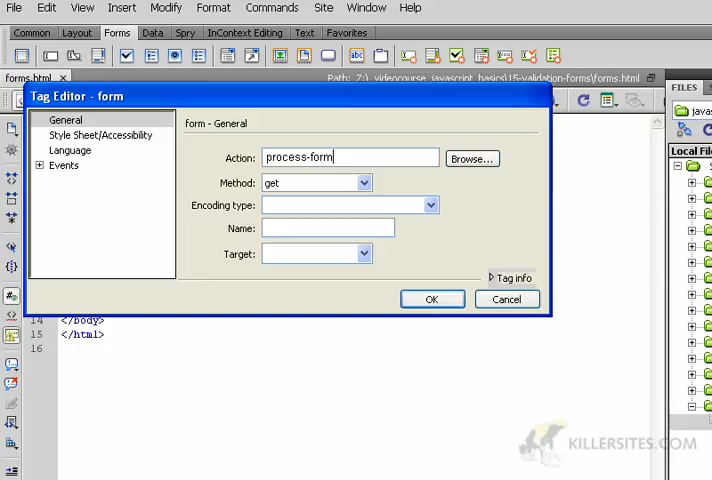 File Edit View Insert Modify Format Commands Site Window Help
Common Layout Forms Data Spry InContext Editing Text Favorites
forms.html
Path: Z:\_videocourse_javascript_basics\15-validation-forms\forms.html
FILES
Tag Editor - form
General
Style Sheet/Accessibility
Language
Events
form - General
Action: process-form Browse...
Method: get
Encoding type:
Name:
Target:
Tag info
OK Cancel
Local File
14 </body>
15 </html>
16
KILLERSITES.COM